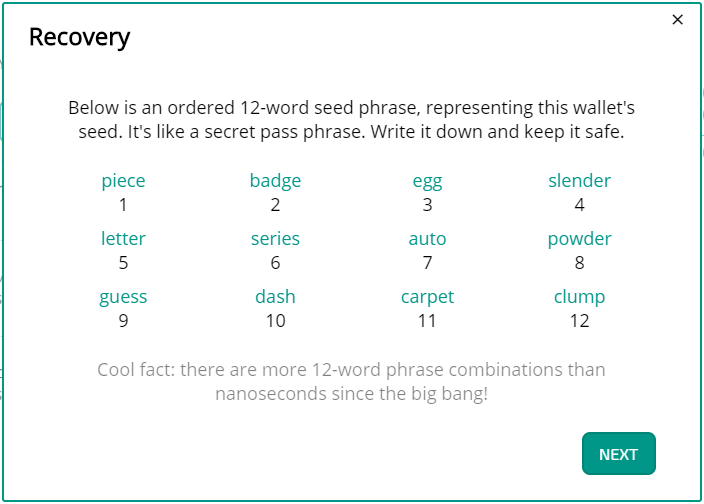 Recovery
×
Below is an ordered 12-word seed phrase, representing this wallet's
seed. It's like a secret pass phrase. Write it down and keep it safe.
piece badge egg slender
1 2 3 4
letter series auto powder
5 6 7 8
guess dash carpet clump
9 10 11 12
Cool fact: there are more 12-word phrase combinations than
nanoseconds since the big bang!
NEXT